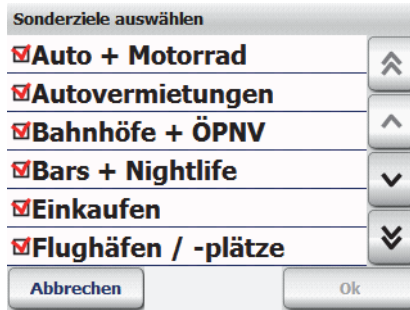 Sonderziele auswählen
Auto + Motorrad
Autovermietungen
Bahnhöfe + ÖPNV
Bars + Nightlife
Einkaufen
Flughäfen / -plätze
Abbrechen
Ok